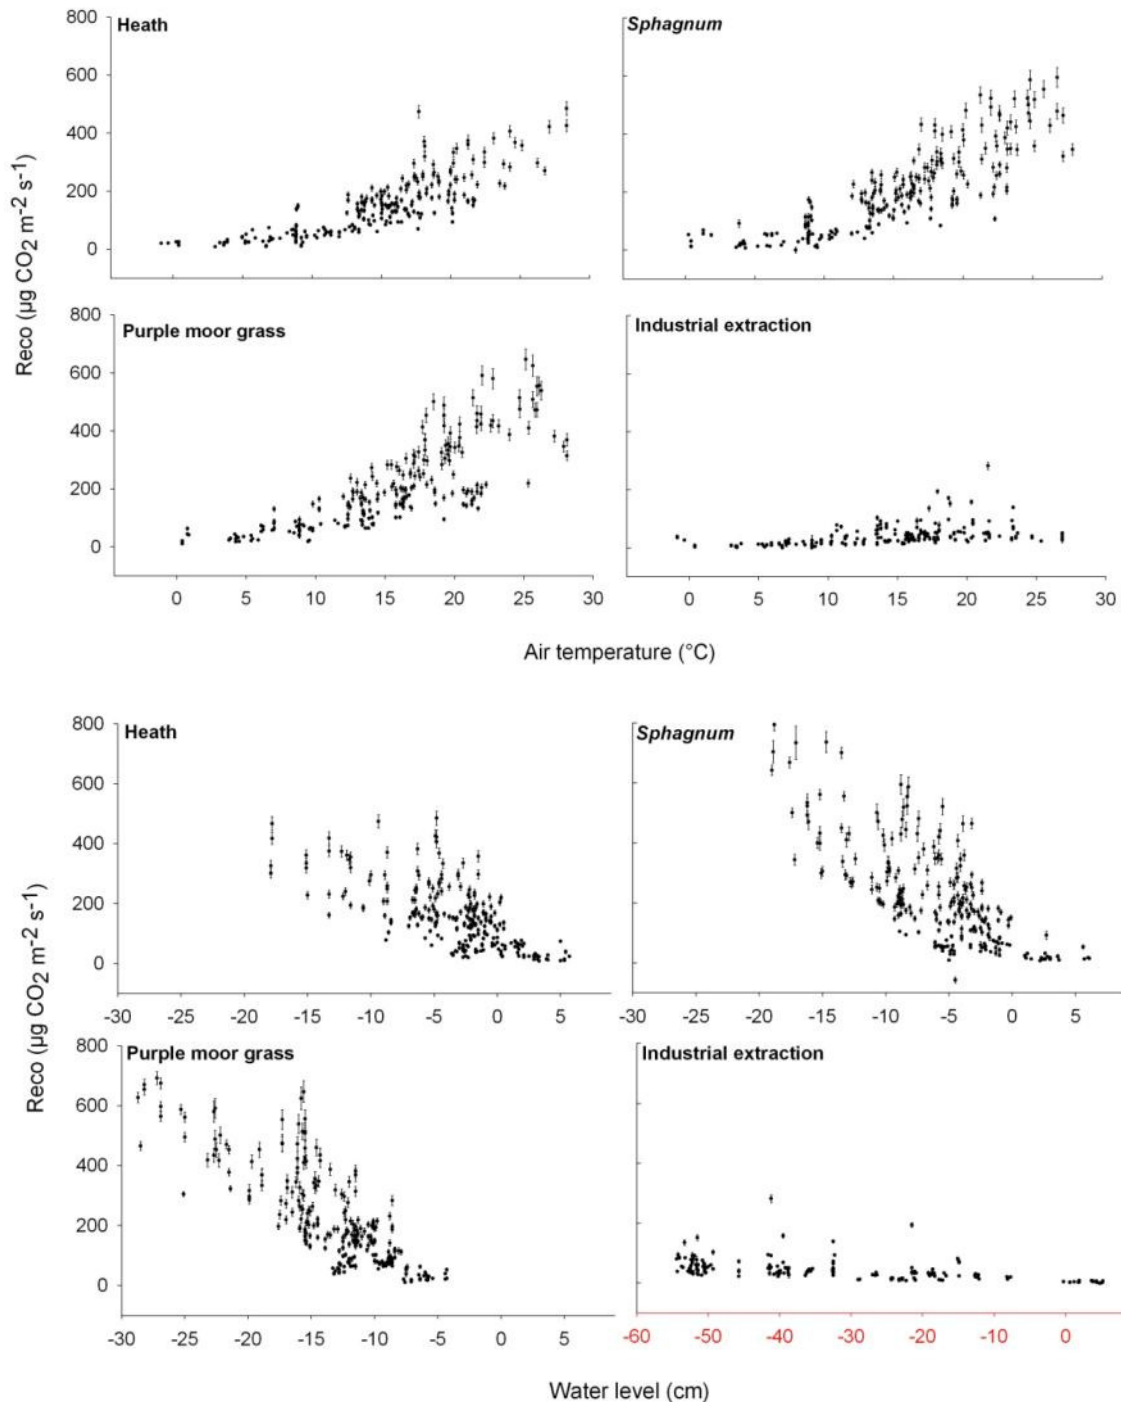 Heath
Sphagnum
800
600
400
200
0
Purple moor grass
Industrial extraction
800
600
400
200
0
Reco (µg CO2 m−2 s−1)
0 5 10 15 20 25 30
0 5 10 15 20 25 30
Air temperature (°C)
Heath
Sphagnum
800
600
400
200
0
-30 -25 -20 -15 -10 -5 0 5
-30 -25 -20 -15 -10 -5 0 5
Purple moor grass
Industrial extraction
800
600
400
200
0
Reco (µg CO2 m−2 s−1)
-30 -25 -20 -15 -10 -5 0 5
-60 -50 -40 -30 -20 -10 0
Water level (cm)